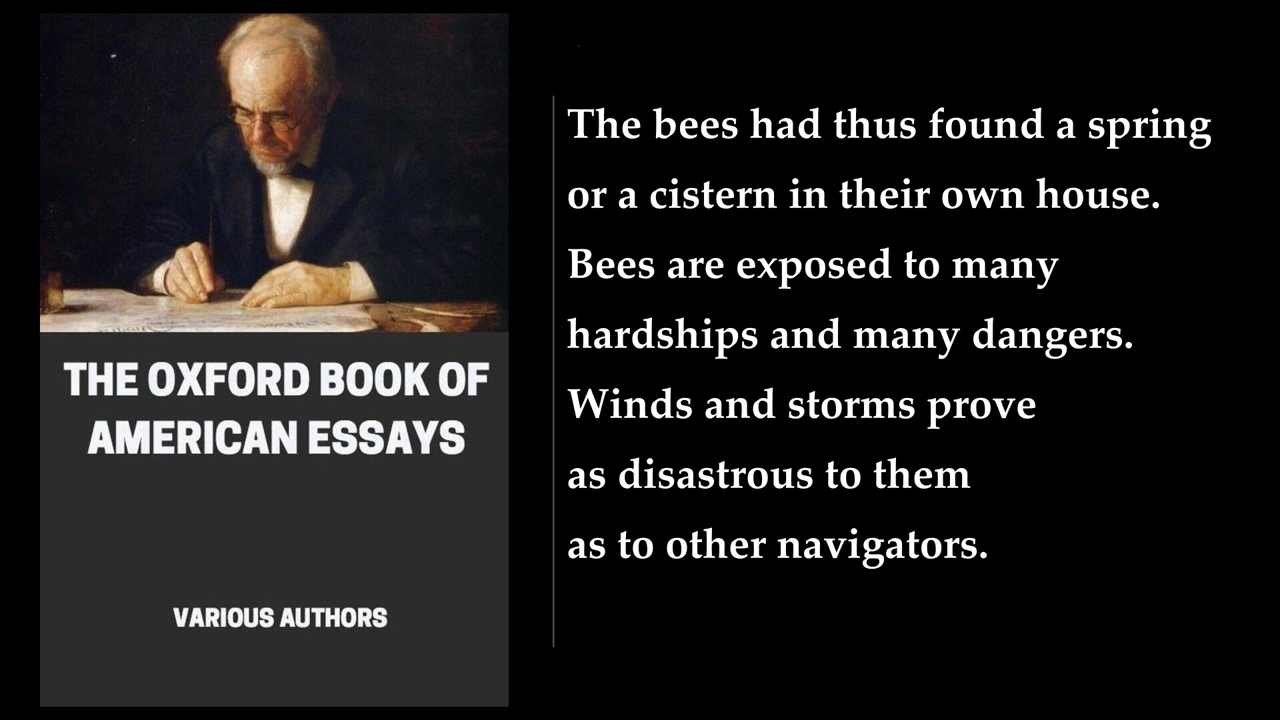 THE OXFORD BOOK OF
AMERICAN ESSAYS
VARIOUS AUTHORS
The bees had thus found a spring
or a cistern in their own house.
Bees are exposed to many
hardships and many dangers.
Winds and storms prove
as disastrous to them
as to other navigators.